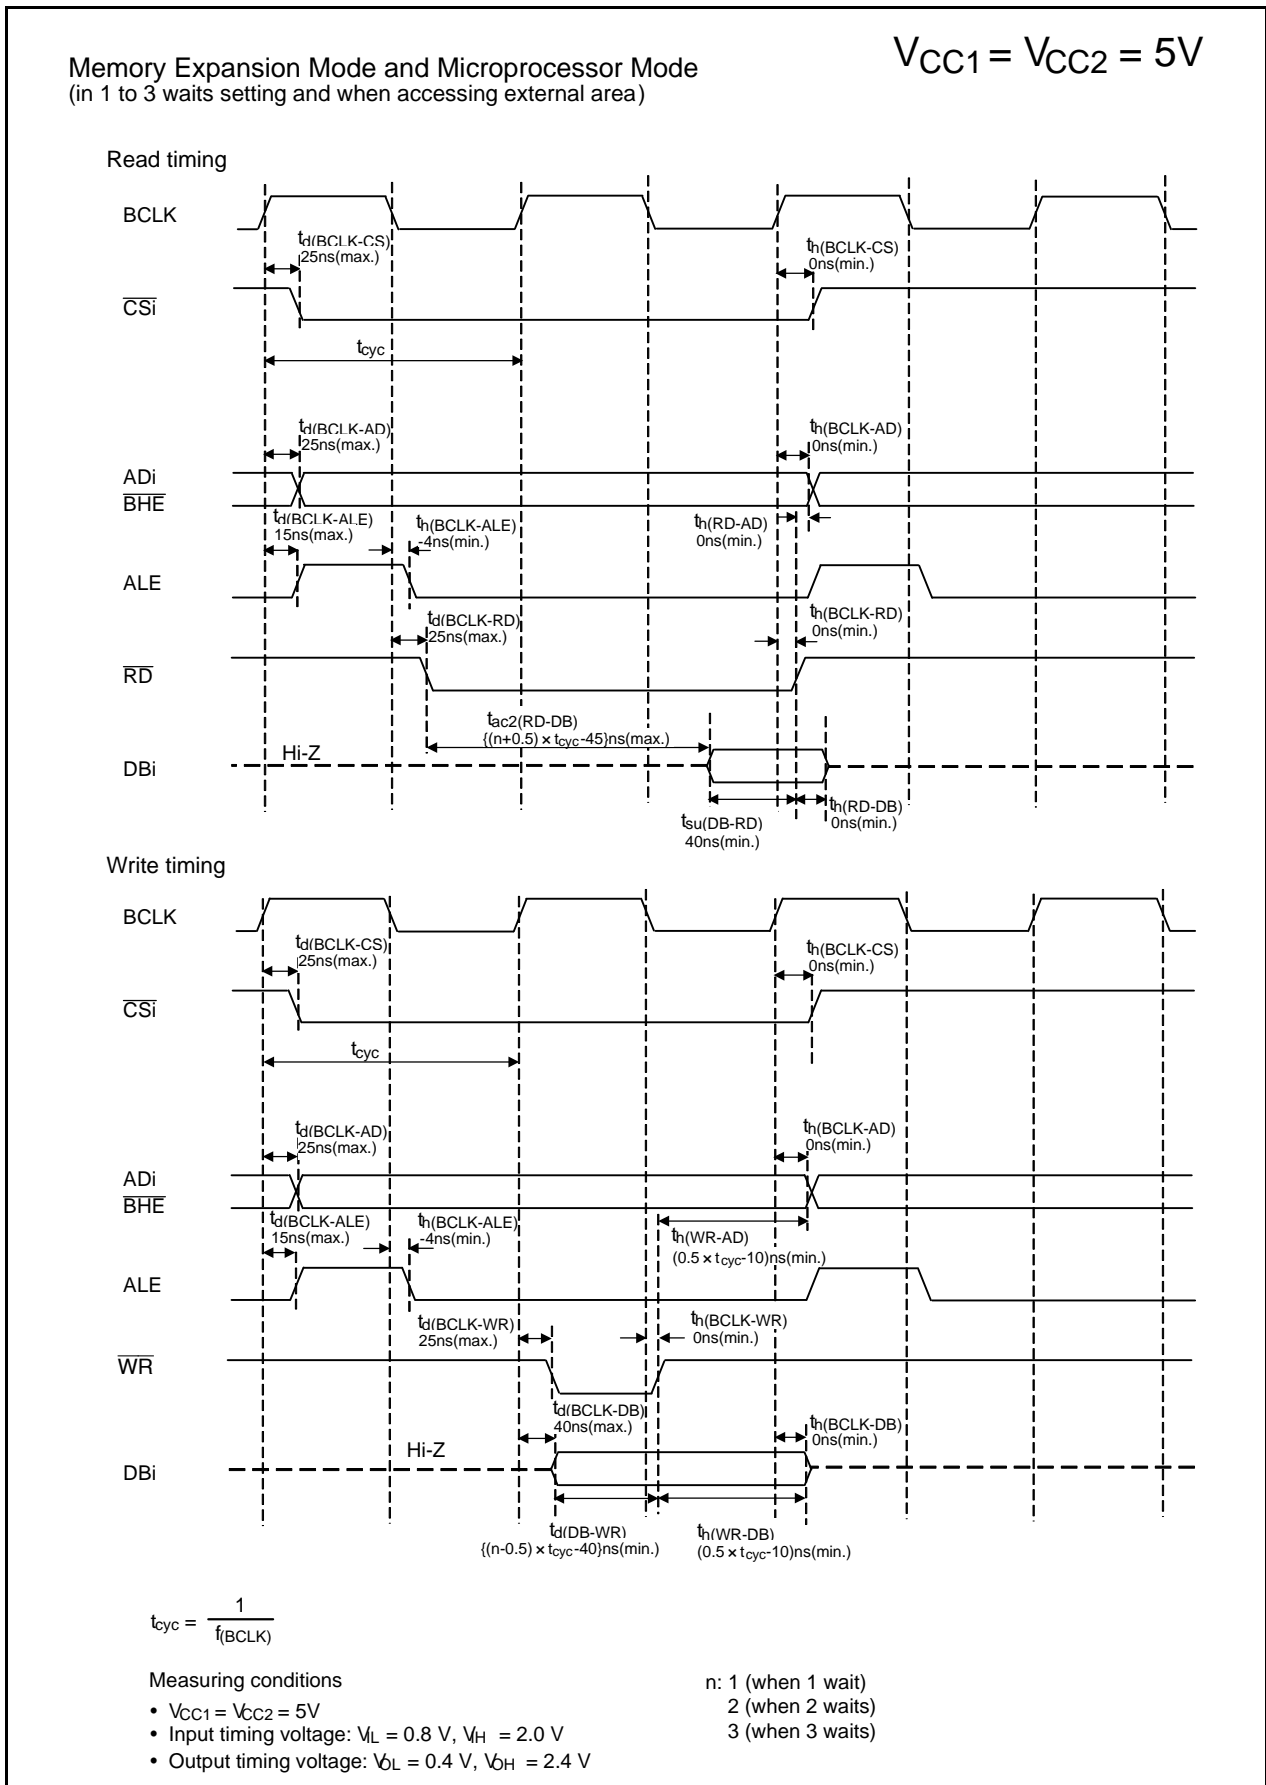 VCC1 = VCC2 = 5V
Memory Expansion Mode and Microprocessor Mode
(in 1 to 3 waits setting and when accessing external area)
Read timing
BCLK
td(BCLK-CS)
25ns(max.)
th(BCLK-CS)
0ns(min.)
CSi
tcyc
td(BCLK-AD)
25ns(max.)
th(BCLK-AD)
0ns(min.)
ADi
BHE
td(BCLK-ALE)
15ns(max.)
th(BCLK-ALE)
-4ns(min.)
th(RD-AD)
0ns(min.)
ALE
td(BCLK-RD)
25ns(max.)
th(BCLK-RD)
0ns(min.)
RD
tac2(RD-DB)
{(n+0.5) × tcyc-45}ns(max.)
Hi-Z
DBi
tsu(DB-RD)
40ns(min.)
th(RD-DB)
0ns(min.)
Write timing
BCLK
td(BCLK-CS)
25ns(max.)
th(BCLK-CS)
0ns(min.)
CSi
tcyc
td(BCLK-AD)
25ns(max.)
th(BCLK-AD)
0ns(min.)
ADi
BHE
td(BCLK-ALE)
15ns(max.)
th(BCLK-ALE)
-4ns(min.)
th(WR-AD)
(0.5 × tcyc-10)ns(min.)
ALE
td(BCLK-WR)
25ns(max.)
th(BCLK-WR)
0ns(min.)
WR
td(BCLK-DB)
40ns(max.)
th(BCLK-DB)
0ns(min.)
Hi-Z
DBi
td(DB-WR)
{(n-0.5) × tcyc-40}ns(min.)
th(WR-DB)
(0.5 × tcyc-10)ns(min.)
tcyc = 1
f(BCLK)
Measuring conditions
• VCC1 = VCC2 = 5V
• Input timing voltage: VIL = 0.8 V, VIH = 2.0 V
• Output timing voltage: VOL = 0.4 V, VOH = 2.4 V
n: 1 (when 1 wait)
2 (when 2 waits)
3 (when 3 waits)